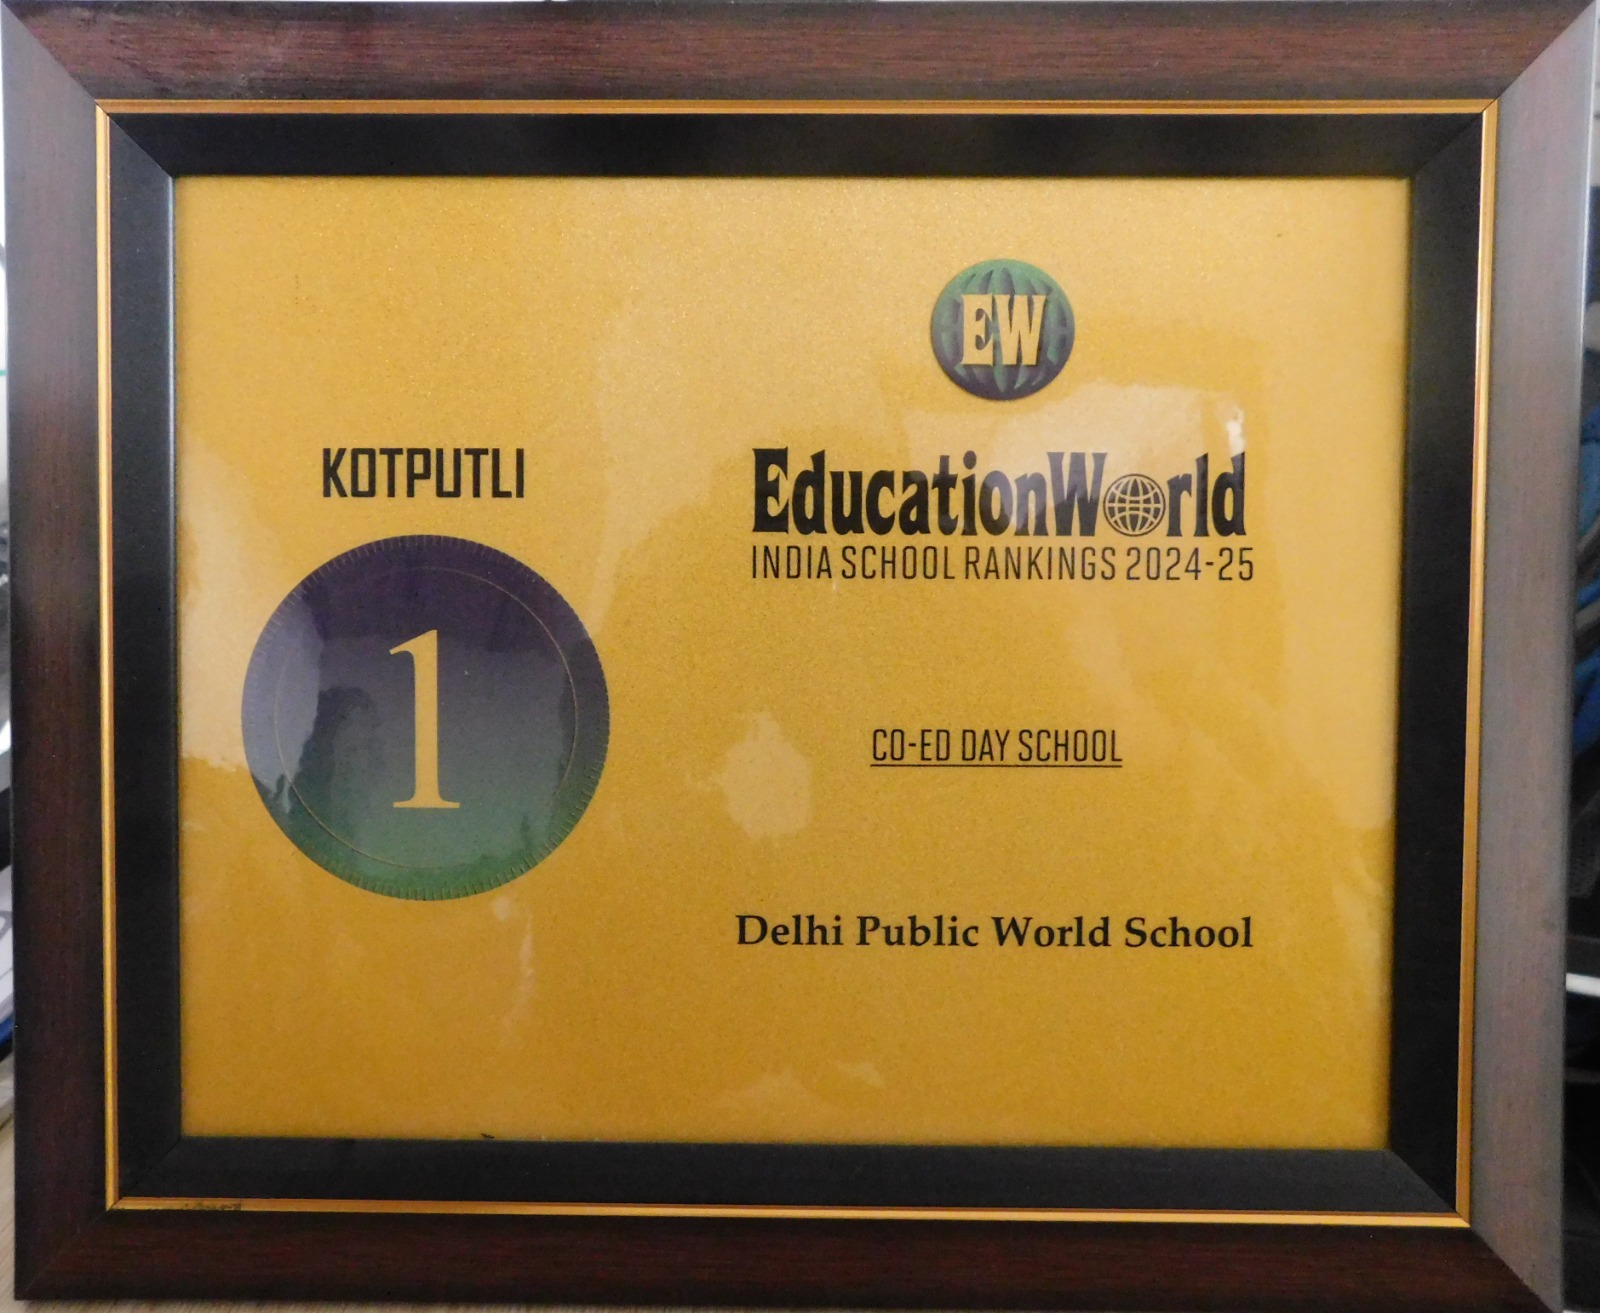 KOTPUTLI
1
EW
EducationWorld
INDIA SCHOOL RANKINGS 2024-25
CO-ED DAY SCHOOL
Delhi Public World School